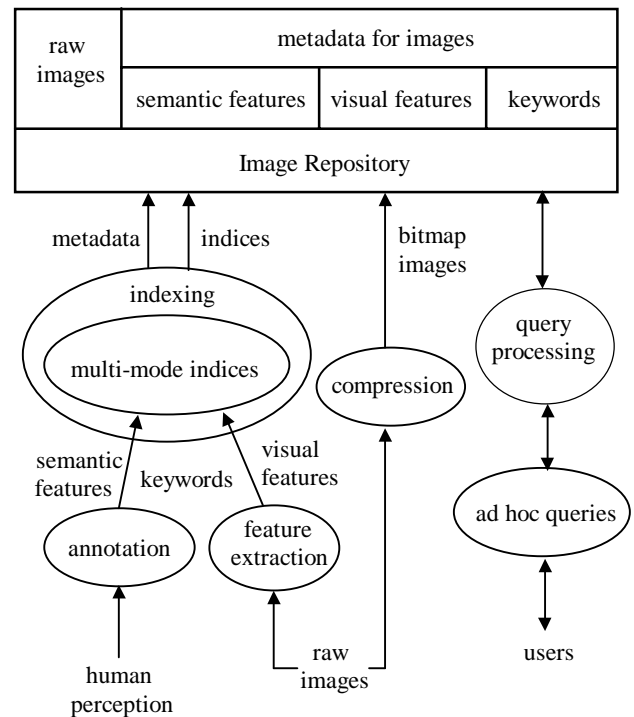 raw
images
metadata for images
semantic features
visual features
keywords
Image Repository
metadata
indices
bitmap
images
indexing
multi-mode indices
compression
query
processing
semantic
features
keywords
visual
features
annotation
feature
extraction
ad hoc queries
human
perception
raw
images
users